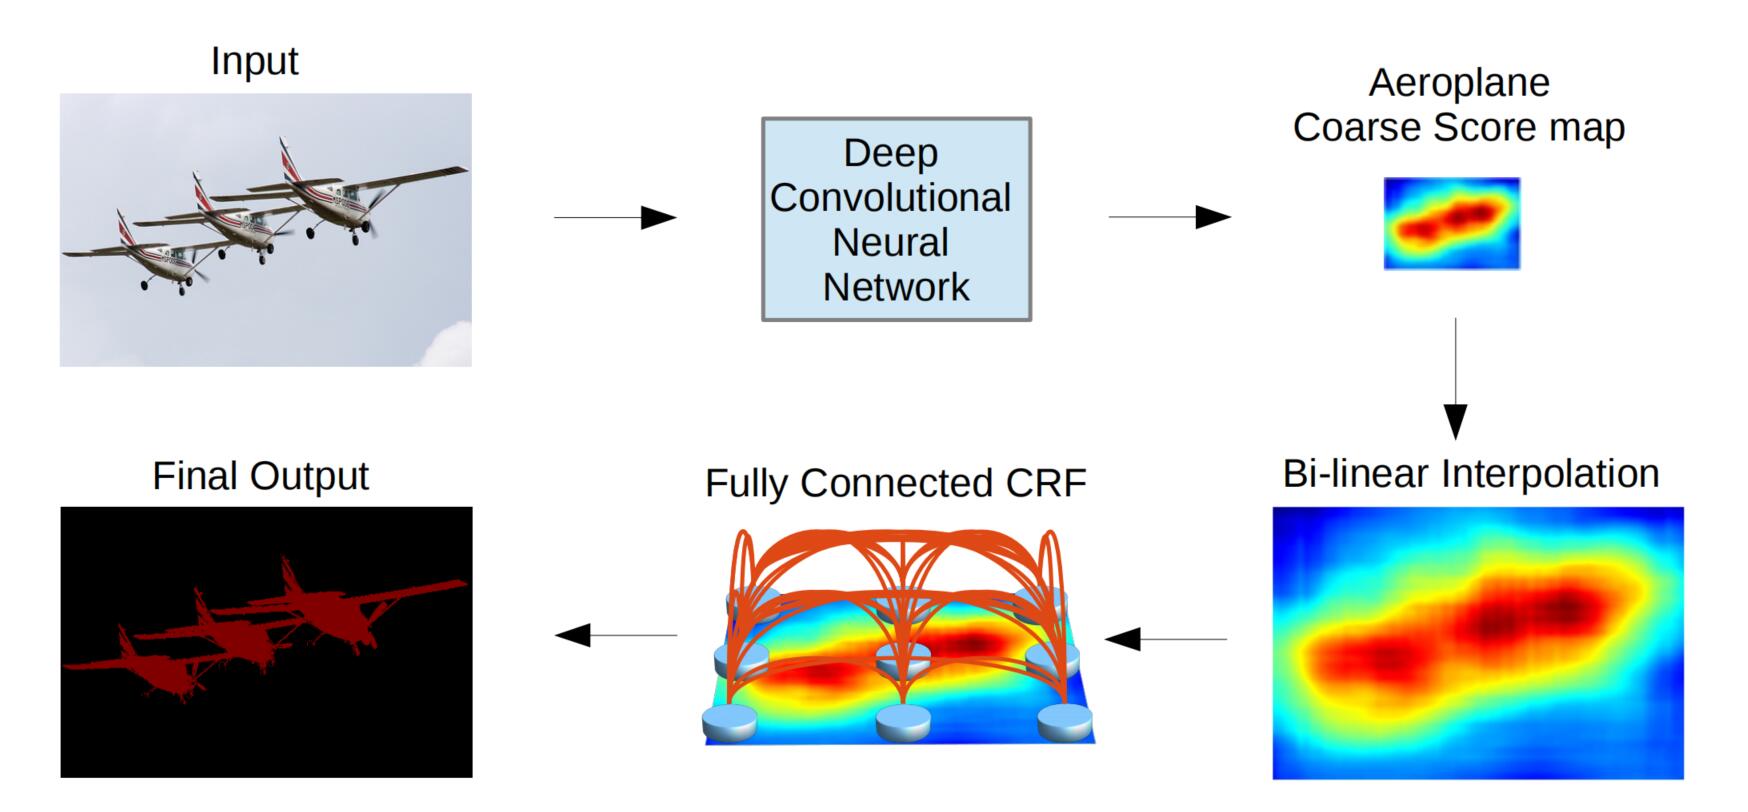 Input
Deep
Convolutional
Neural
Network
Aeroplane
Coarse Score map
Bi-linear Interpolation
Fully Connected CRF
Final Output